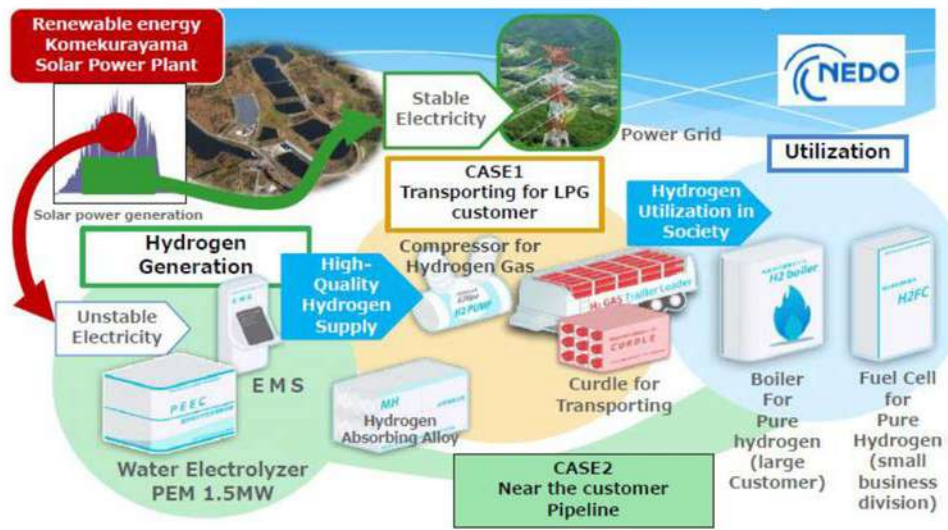 Renewable energy
Komekurayama
Solar Power Plant
Solar power generation
Stable
Electricity
Power Grid
NEDO
Utilization
CASE1
Transporting for LPG
customer
Hydrogen
Utilization in
Society
Hydrogen
Generation
High-
Quality
Hydrogen
Supply
Compressor for
Hydrogen Gas
H2 PUMP
H2 GAS Trailler Loader
CURDLE
Curdle for
Transporting
H2 boiler
H2FC
Unstable
Electricity
EMS
E M S
PEEC
Water Electrolyzer
PEM 1.5MW
MH
Hydrogen
Absorbing Alloy
Boiler
For
Pure
hydrogen
(large
Customer)
Fuel Cell
for
Pure
Hydrogen
(small
business
division)
CASE2
Near the customer
Pipeline